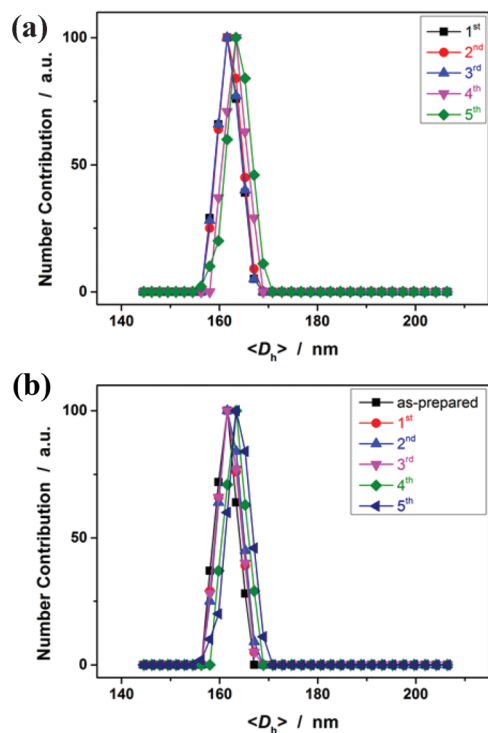 (a)
100
50
0
Number Contribution / a.u.
1st
2nd
3rd
4th
5th
140 160 180 200
<Dh> / nm
(b)
100
50
0
Number Contribution / a.u.
as-prepared
1st
2nd
3rd
4th
5th
140 160 180 200
<Dh> / nm